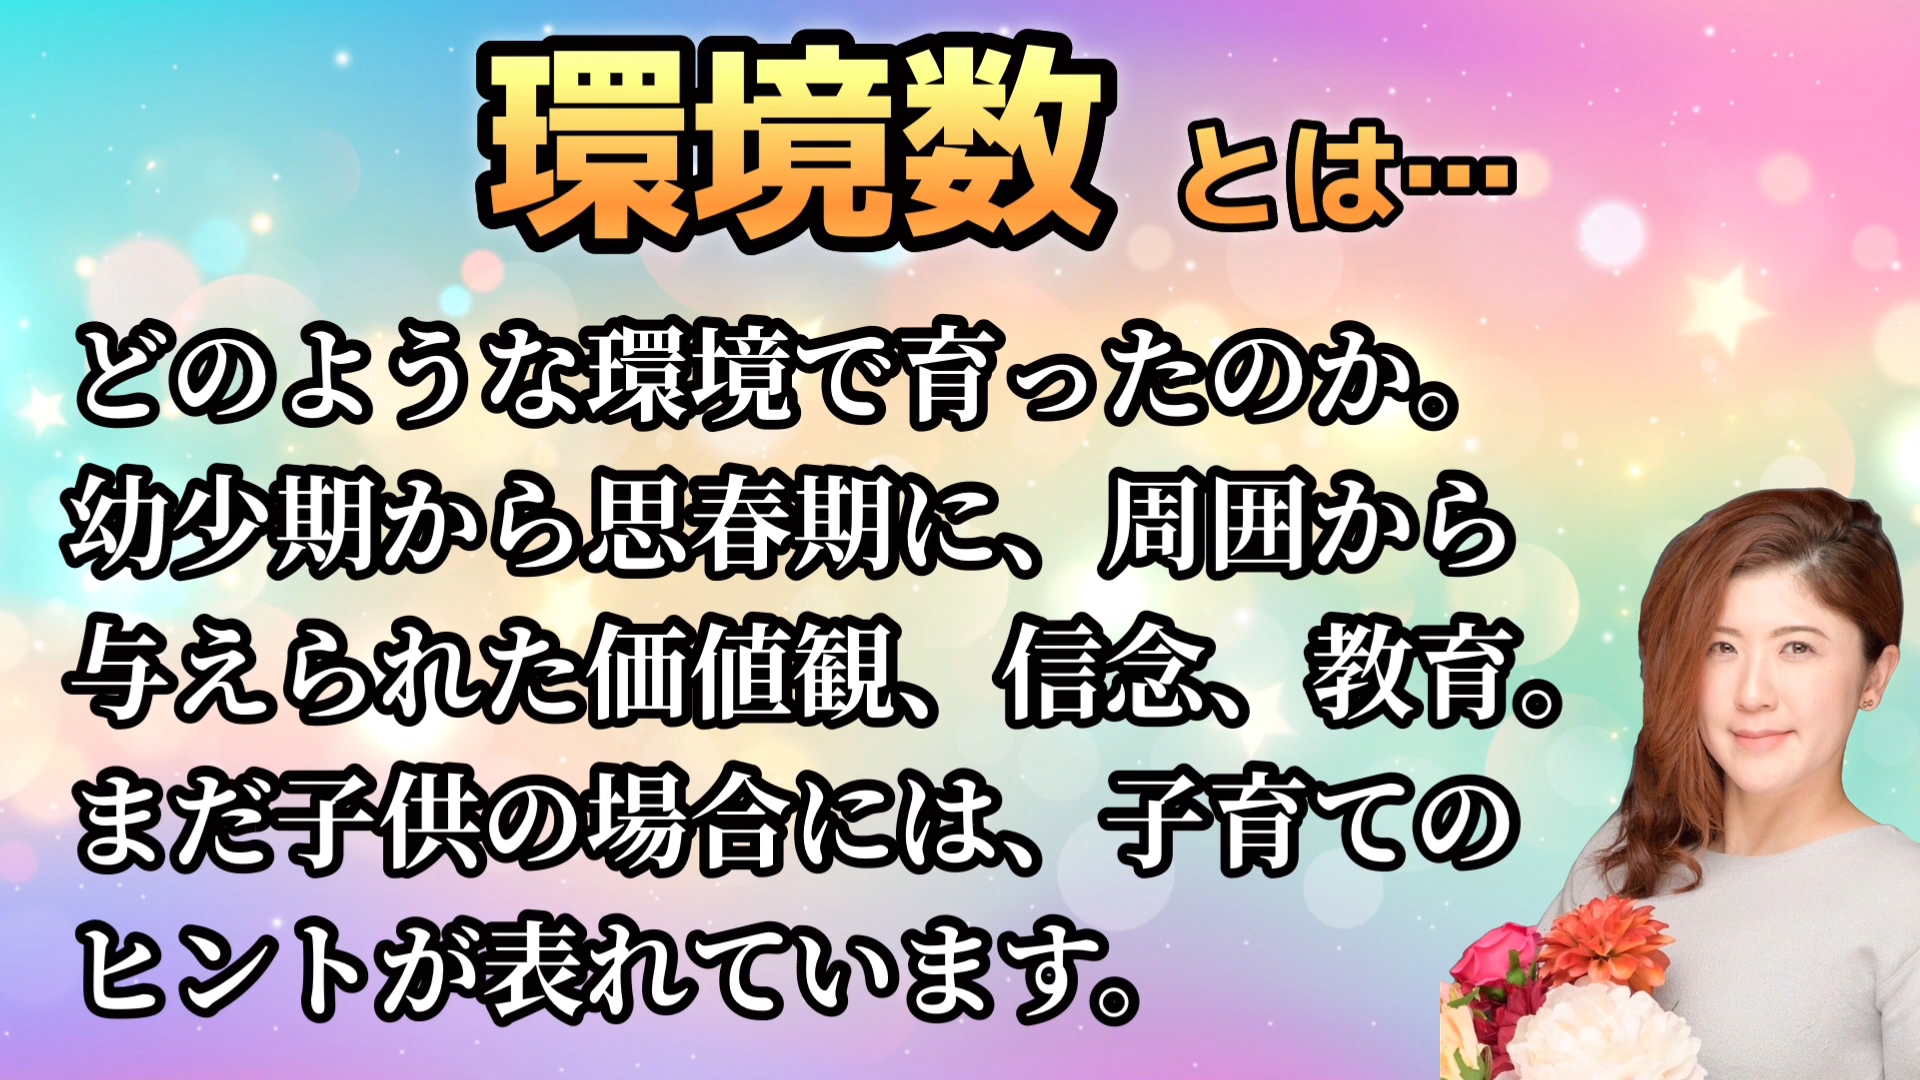 環境数 とは…
どのような環境で育ったのか。
幼少期から思春期に、周囲から
与えられた価値観、信念、教育。
まだ子供の場合には、子育ての
ヒントが表れています。